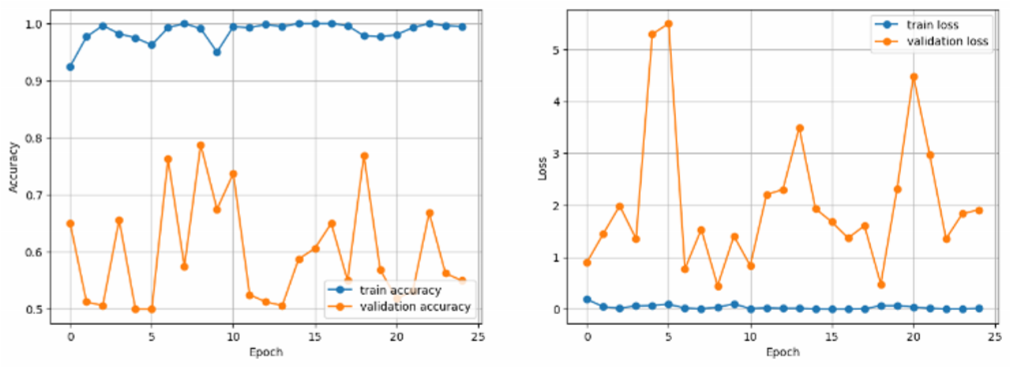 1.0
0.9
0.8
0.7
0.6
0.5
Accuracy
0 5 10 15 20 25
Epoch
train accuracy
validation accuracy
5
4
3
2
1
0
Loss
0 5 10 15 20 25
Epoch
train loss
validation loss